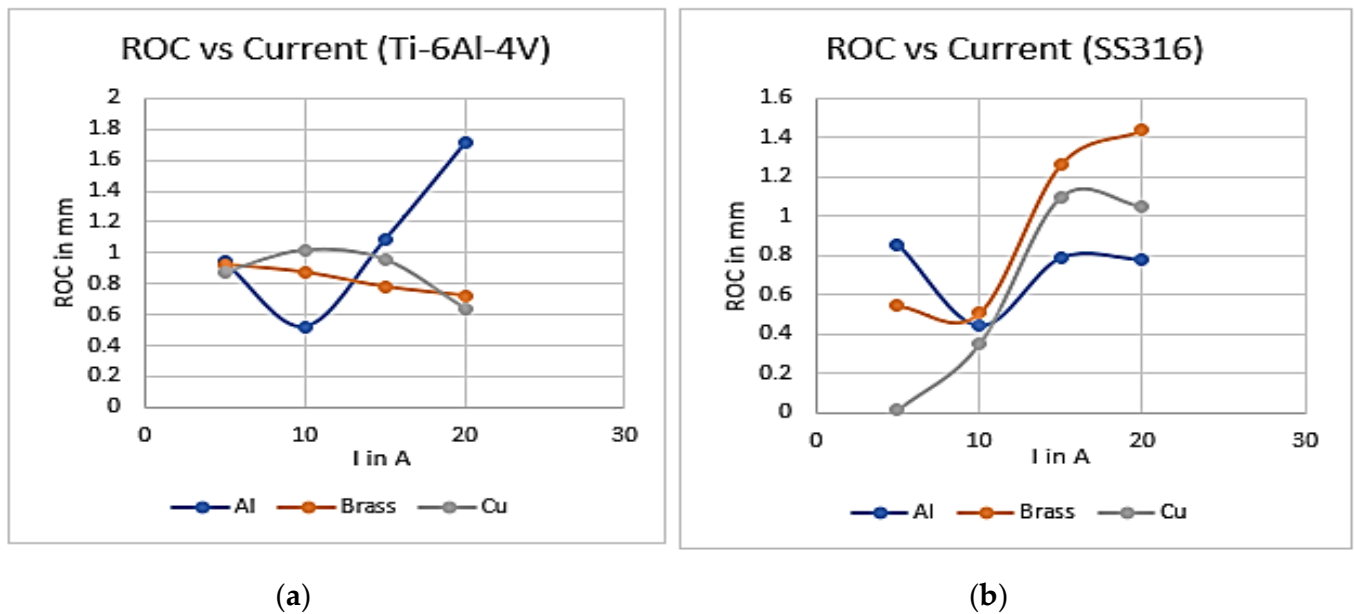 ROC vs Current (Ti-6Al-4V)
ROC in mm
2
1.8
1.6
1.4
1.2
1
0.8
0.6
0.4
0.2
0
0 10 20 30
I in A
Al Brass Cu
(a)
ROC vs Current (SS316)
ROC in mm
1.6
1.4
1.2
1
0.8
0.6
0.4
0.2
0
0 10 20 30
I in A
Al Brass Cu
(b)